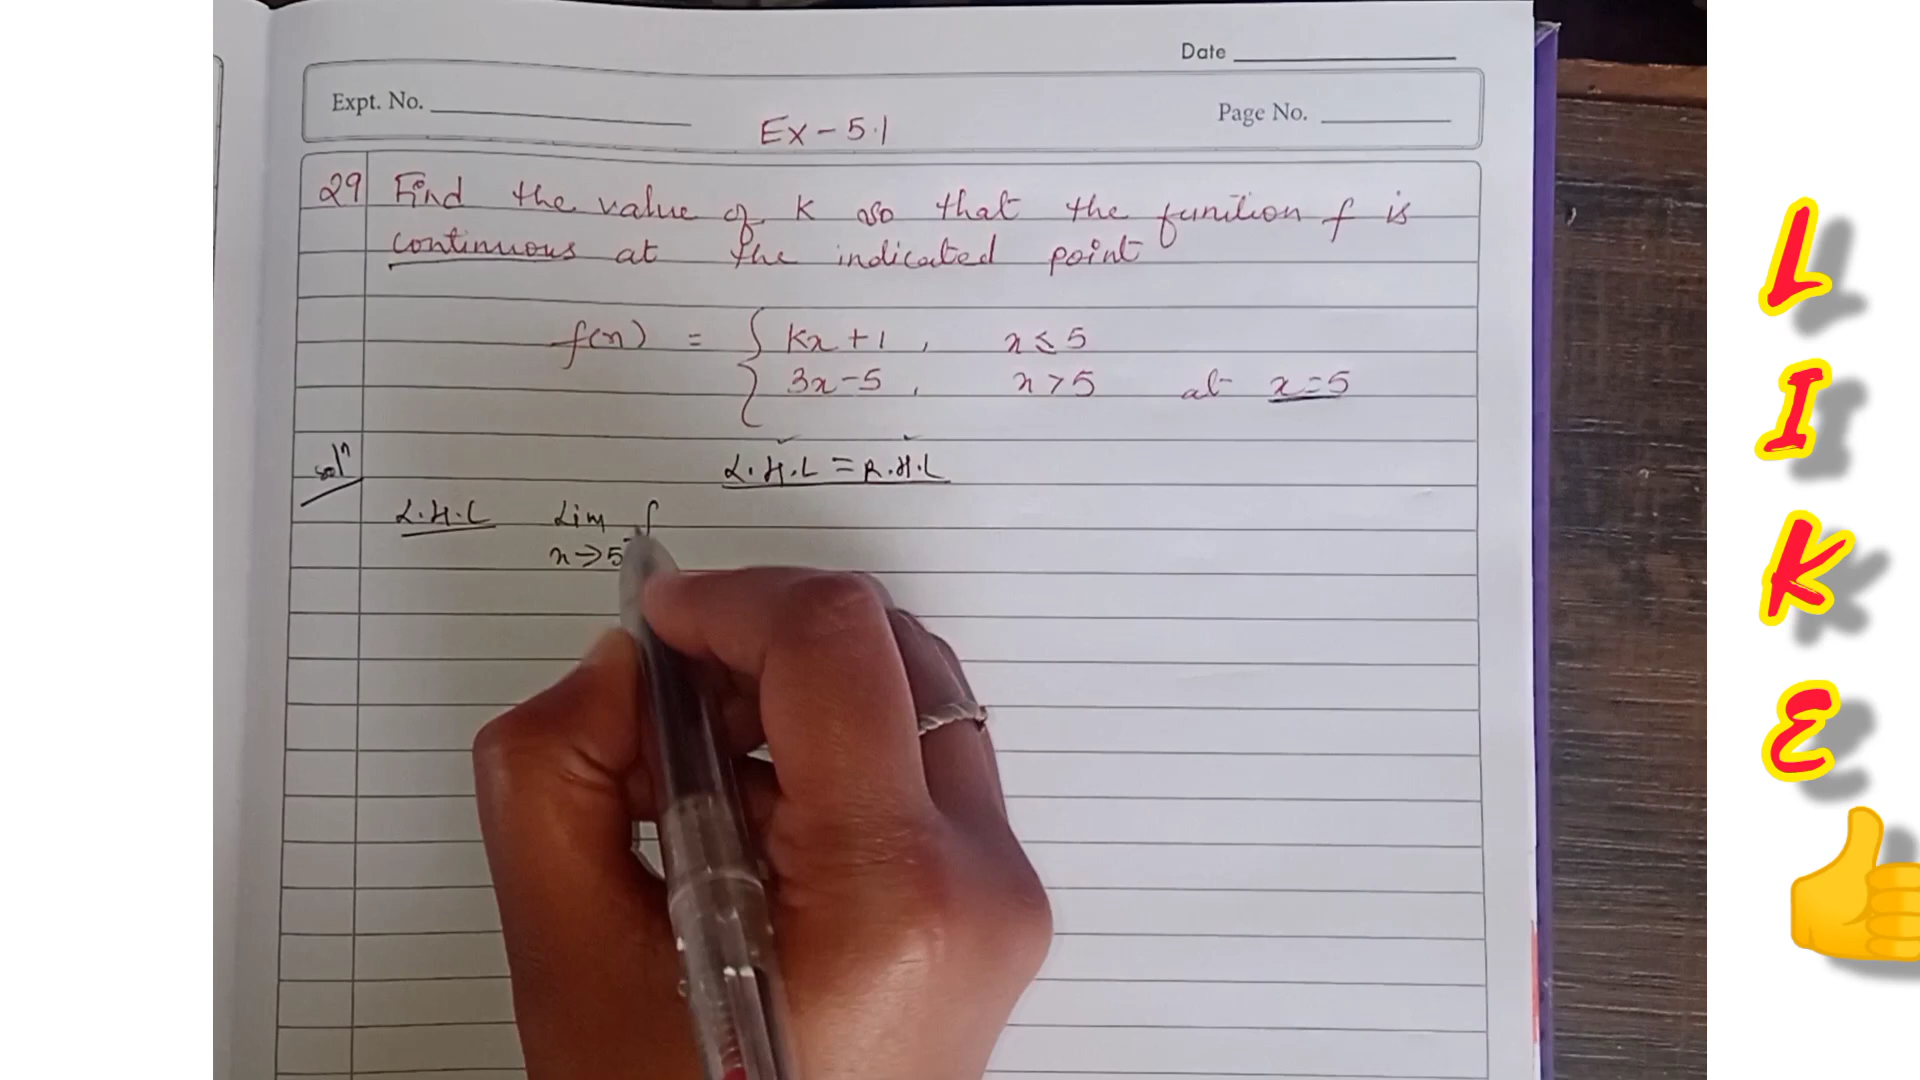 Date
Expt. No.
Page No.
Ex - 5.1
29 Find the value of K so that the function f is
continuous at the indicated point
f(x) = { Kx + 1 , x ≤ 5
3x - 5 , x > 5 at x = 5
soln
L.H.L = R.H.L
L.H.L Lim f
x → 5⁻
LIKE